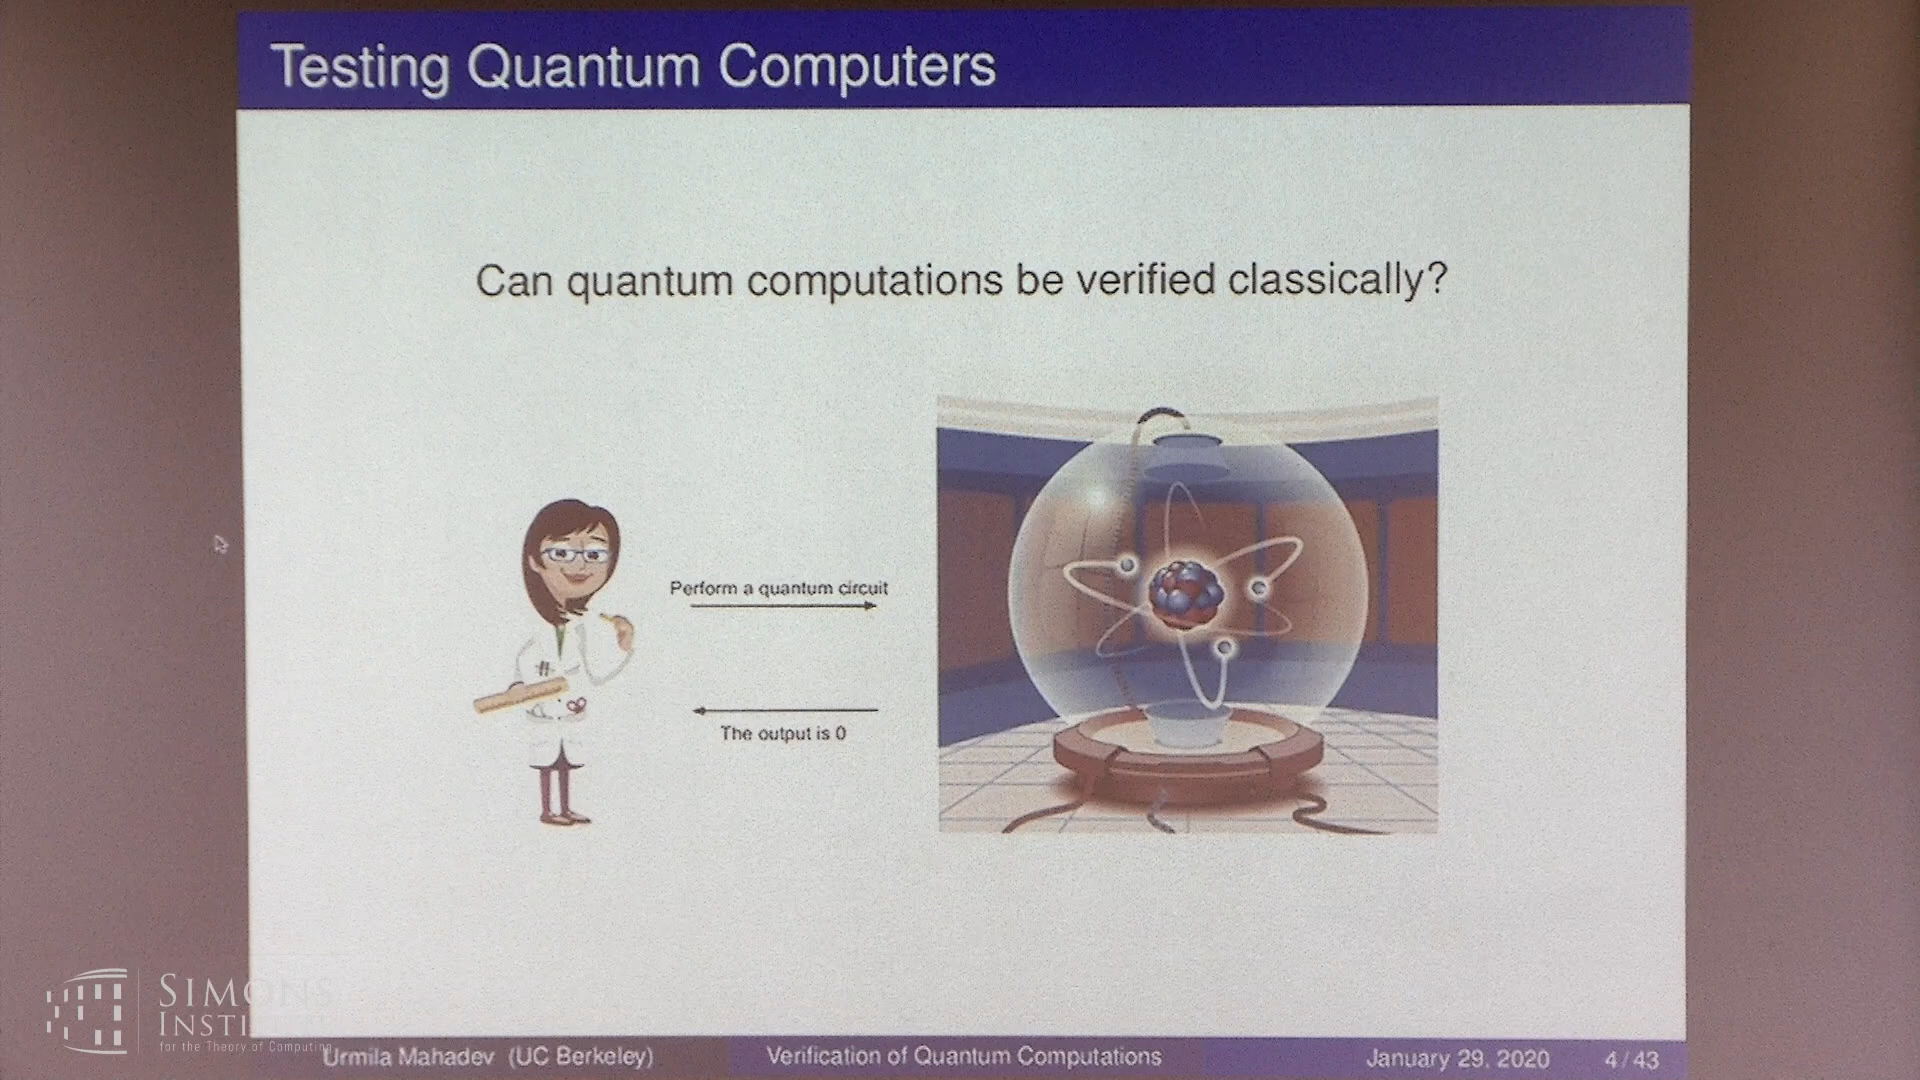 Testing Quantum Computers
Can quantum computations be verified classically?
Perform a quantum circuit
The output is 0
SIMONS
INSTI
for the Theory of Computing
Urmila Mahadev (UC Berkeley)
Verification of Quantum Computations
January 29, 2020
4 / 43